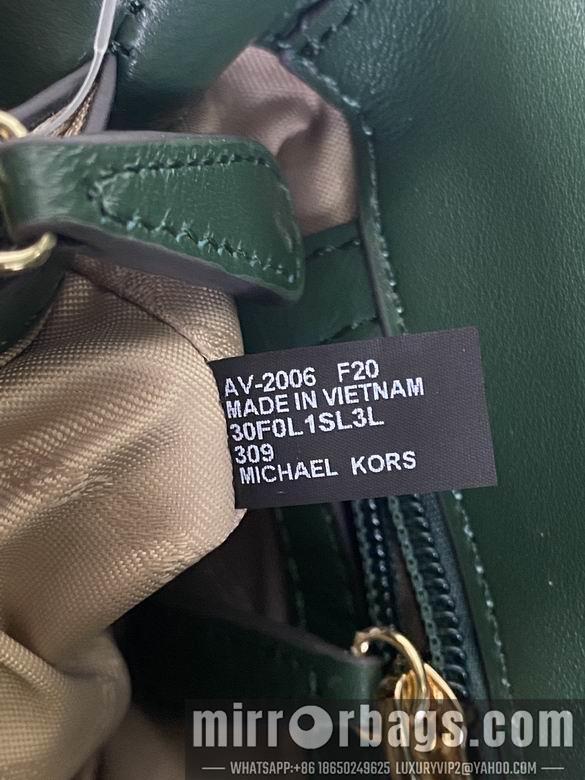 AV-2006 F20
MADE IN VIETNAM
30F0L1SL3L
309
MICHAEL KORS
mirrorbags.com
WHATSAPP:+86 18650249625 LUXURYVIP2@YAHOO.COM